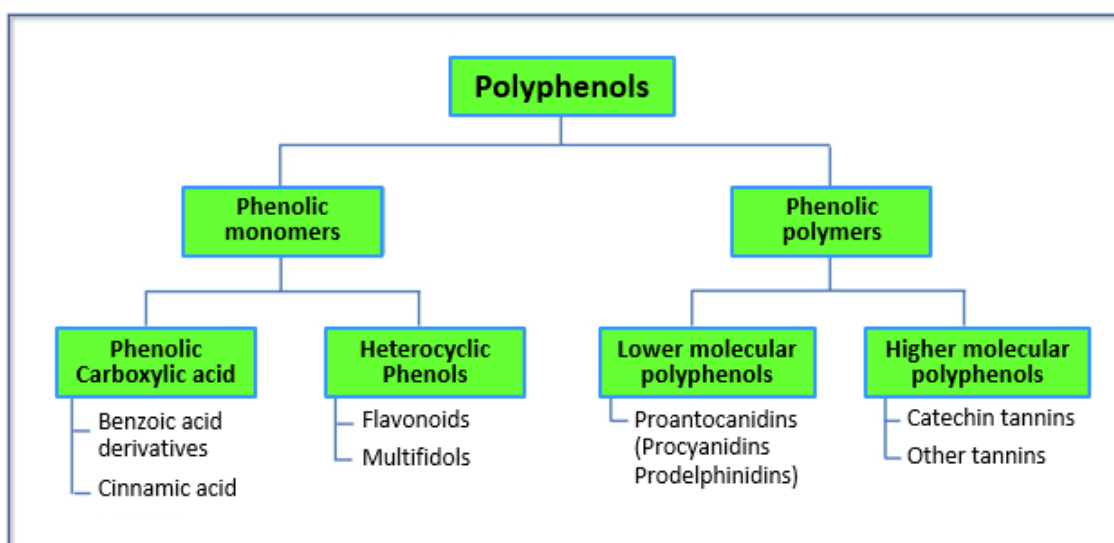 Polyphenols
Phenolic
monomers
Phenolic
polymers
Phenolic
Carboxylic acid
Heterocyclic
Phenols
Lower molecular
polyphenols
Higher molecular
polyphenols
Benzoic acid
derivatives
Cinnamic acid
Flavonoids
Multifidols
Proantocanidins
(Procyanidins
Prodelphinidins)
Catechin tannins
Other tannins